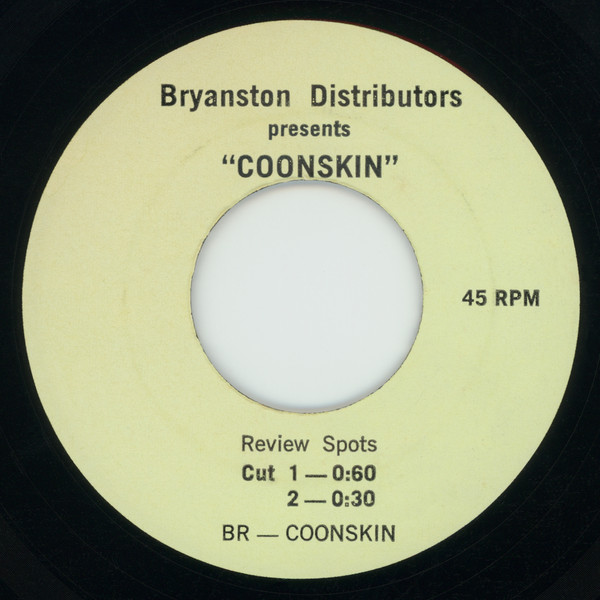 Bryanston Distributors
presents
“COONSKIN”
45 RPM
Review Spots
Cut 1 — 0:60
2 — 0:30
BR — COONSKIN